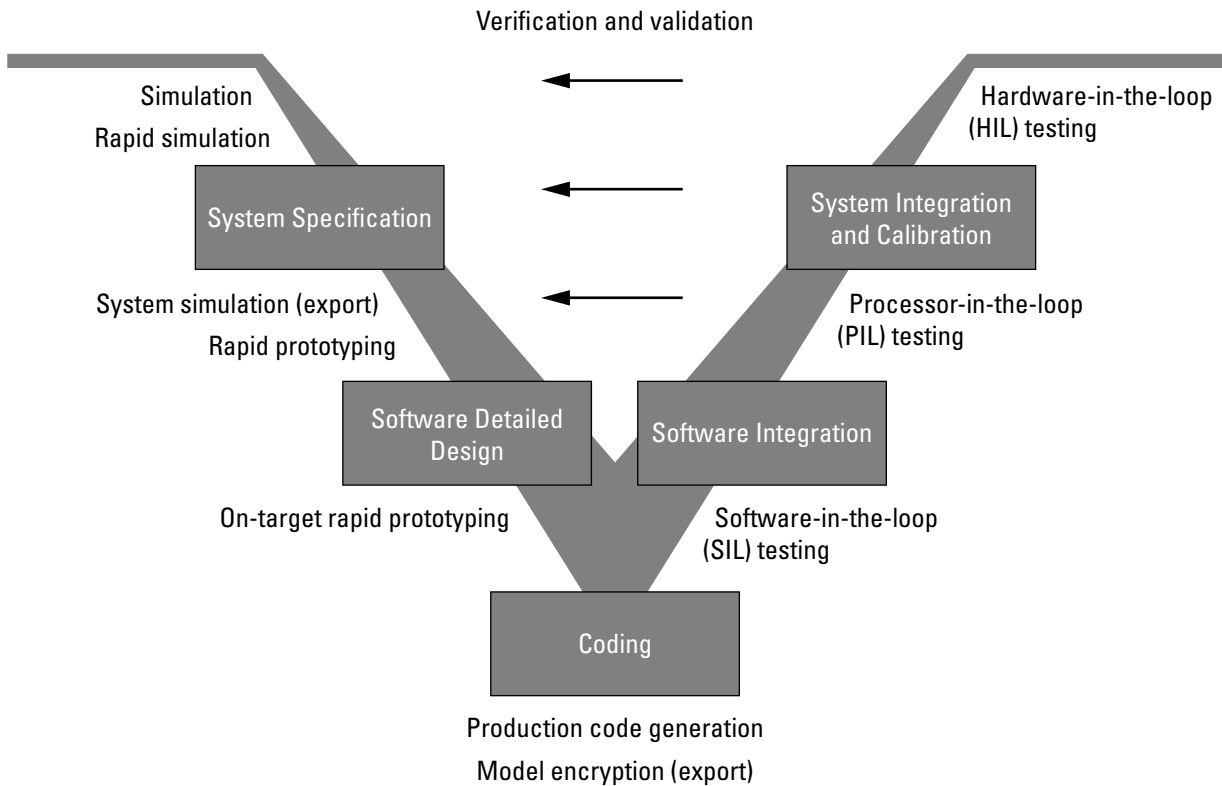 Verification and validation
Simulation
Rapid simulation
Hardware-in-the-loop
(HIL) testing
System Specification
System Integration
and Calibration
System simulation (export)
Rapid prototyping
Processor-in-the-loop
(PIL) testing
Software Detailed
Design
Software Integration
On-target rapid prototyping
Software-in-the-loop
(SIL) testing
Coding
Production code generation
Model encryption (export)